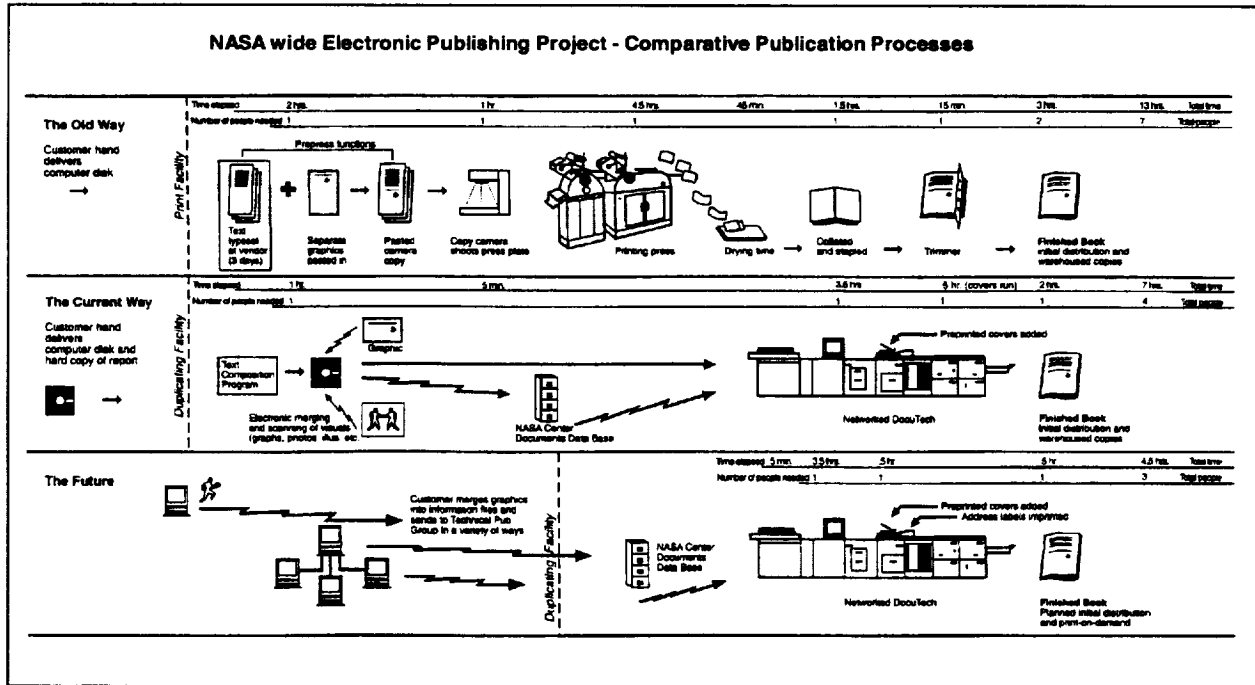 NASA wide Electronic Publishing Project - Comparative Publication Processes
Time elapsed 2 hrs. 1 hr 4.5 hrs. 45 min. 1.5 hrs. 15 min 3 hrs. 13 hrs. Total time
Number of people needed 1 1 1 1 1 2 7 Total people
The Old Way
Customer hand
delivers
computer disk
Print Facility
Prepress functions
Text
typeset
at vendor
(3 days)
Separate
graphics
pasted in
Pasted
camera
copy
Copy camera
shoots press plate
Printing press
Drying time
Collated
and stapled
Trimmer
Finished Book
Initial distribution and
warehoused copies
Time elapsed 1 hr. 5 min. 3.5 hrs .5 hr. (covers run) 2 hrs. 7 hrs. Total time
Number of people needed 1 1 1 1 4 Total people
The Current Way
Customer hand
delivers
computer disk and
hard copy of report
Duplicating Facility
Text
Composition
Program
Graphic
Electronic merging
and scanning of visuals
(graphs, photos, illus. etc.
NASA Center
Documents Data Base
Preprinted covers added
Networked DocuTech
Finished Book
Initial distribution and
warehoused copies
Time elapsed 5 min. 3.5 hrs. .5 hr .5 hr 4.5 hrs. Total time
Number of people needed 1 1 1 3 Total people
The Future
Customer merges graphics
into information files and
sends to Technical Pub
Group in a variety of ways
Duplicating Facility
NASA Center
Documents
Data Base
Preprinted covers added
Address labels imprinted
Networked DocuTech
Finished Book
Planned initial distribution
and print-on-demand